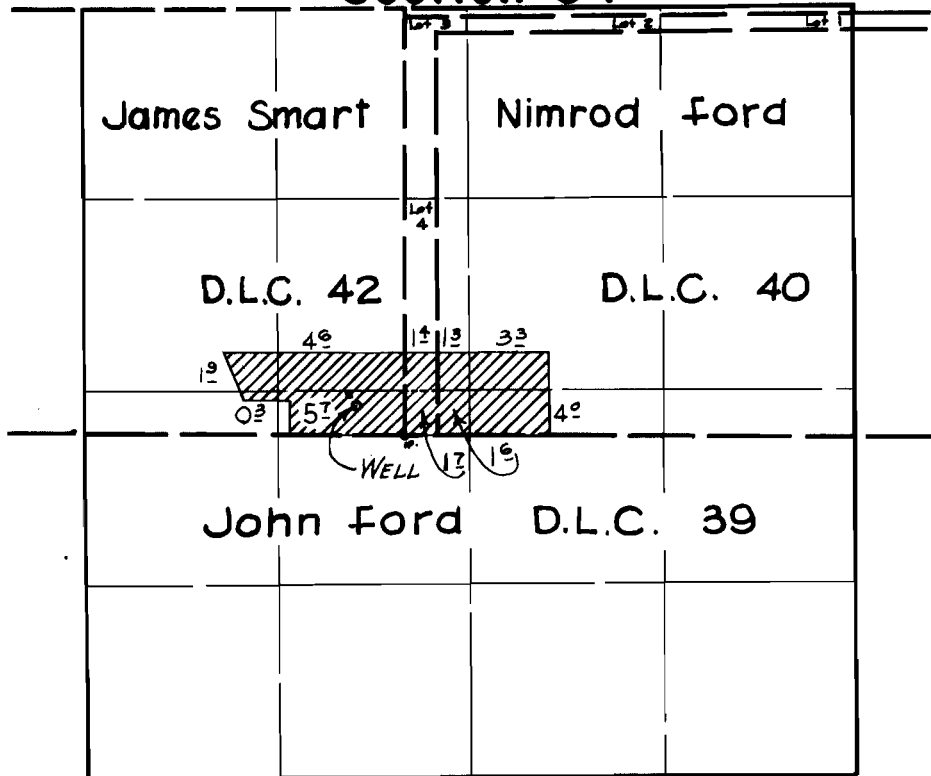 Lot 3 Lot 2 Lot 1
James Smart Nimrod Ford
Lot 4
D.L.C. 42 D.L.C. 40
4 6 1 4 1 3 3 3
1 9
0 3 5 7 4 0
WELL 1 7 1 6
John Ford D.L.C. 39